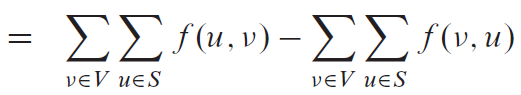 = ∑_{v∈V} ∑_{u∈S} f(u, v) − ∑_{v∈V} ∑_{u∈S} f(v, u)